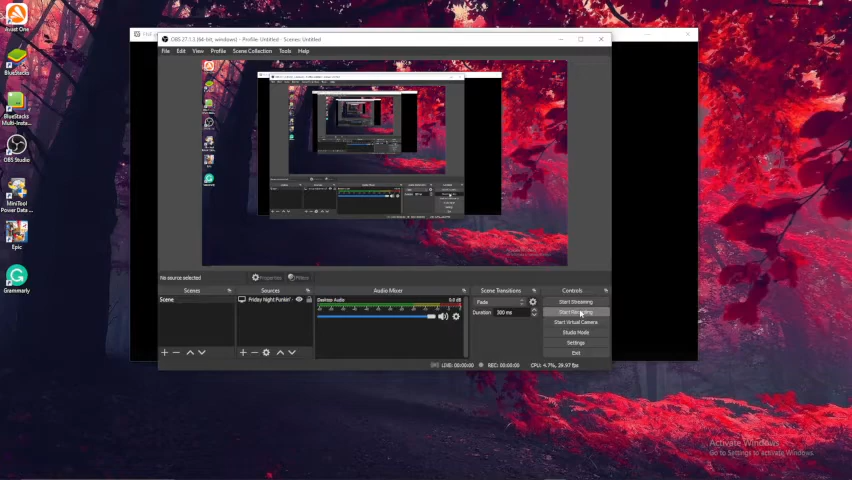 Avast One
BlueStacks
BlueStacks
Multi-Insta...
OBS Studio
MiniTool
Power Data ...
Epic
Grammarly
OBS 27.1.3 (64-bit, windows) - Profile: Untitled - Scenes: Untitled
File Edit View Profile Scene Collection Tools Help
No source selected
Properties Filters
Scenes
Scene
Sources
Friday Night Funkin'
Audio Mixer
Desktop Audio 0.0 dB
Scene Transitions
Fade
Duration 300 ms
Controls
Start Streaming
Start Recording
Start Virtual Camera
Studio Mode
Settings
Exit
LIVE: 00:00:00 REC: 00:00:00 CPU: 4.7%, 29.97 fps
Activate Windows
Go to Settings to activate Windows.